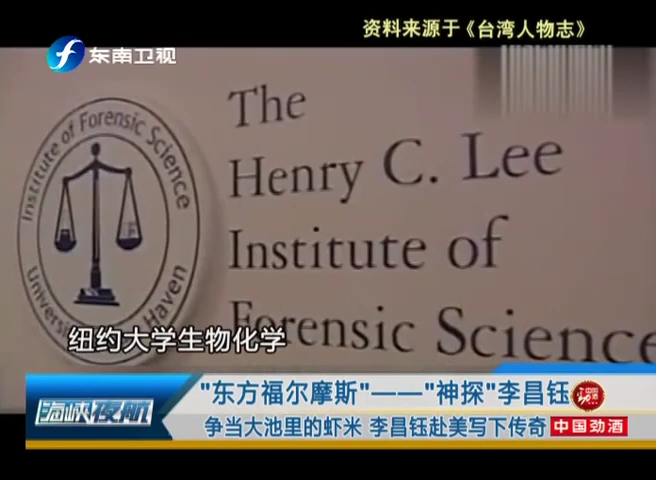 资料来源于《台湾人物志》
东南卫视
The
Henry C. Lee
Institute of
Forensic Science
Institute of Forensic Science
Haven
纽约大学生物化学
"东方福尔摩斯"——"神探"李昌钰
争当大池里的虾米 李昌钰赴美写下传奇
海峡夜航
中国劲酒